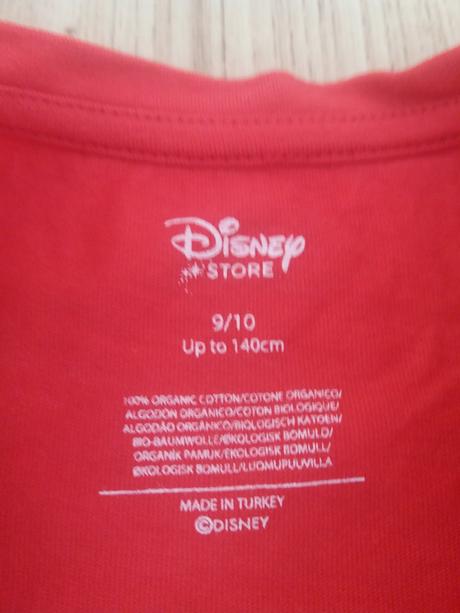 Disney
STORE
9/10
Up to 140cm
100% ORGANIC COTTON/COTONE ORGANICO/
ALGODÓN ORGÁNICO/COTON BIOLOGIQUE/
ALGODÃO ORGÂNICO/BIOLOGISCH KATOEN/
BIO-BAUMWOLLE/ØKOLOGISK BOMULD/
ORGANİK PAMUK/EKOLOGISK BOMULL/
ØKOLOGISK BOMULL/LUOMUPUUVILLA
MADE IN TURKEY
©DISNEY